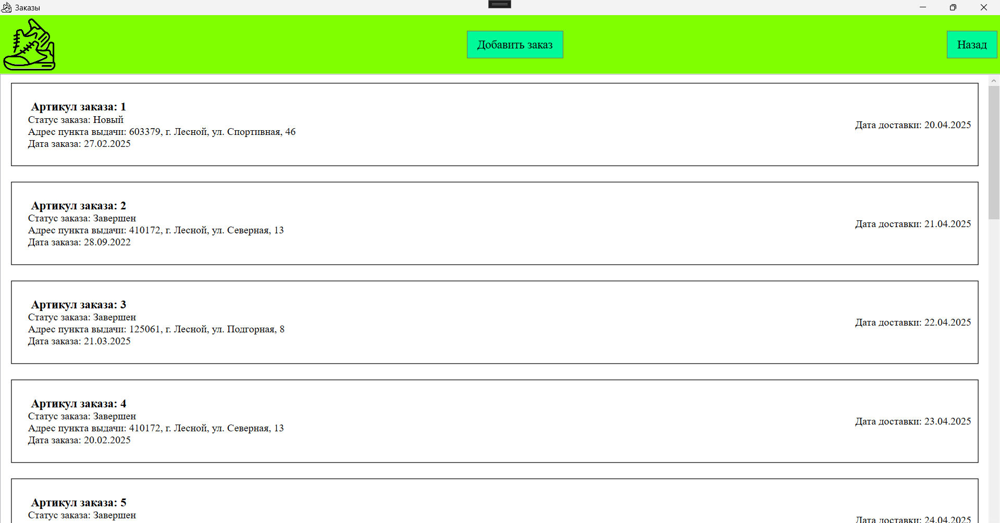 Заказы
Добавить заказ
Назад
Артикул заказа: 1
Статус заказа: Новый
Адрес пункта выдачи: 603379, г. Лесной, ул. Спортивная, 46
Дата заказа: 27.02.2025
Дата доставки: 20.04.2025
Артикул заказа: 2
Статус заказа: Завершен
Адрес пункта выдачи: 410172, г. Лесной, ул. Северная, 13
Дата заказа: 28.09.2022
Дата доставки: 21.04.2025
Артикул заказа: 3
Статус заказа: Завершен
Адрес пункта выдачи: 125061, г. Лесной, ул. Подгорная, 8
Дата заказа: 21.03.2025
Дата доставки: 22.04.2025
Артикул заказа: 4
Статус заказа: Завершен
Адрес пункта выдачи: 410172, г. Лесной, ул. Северная, 13
Дата заказа: 20.02.2025
Дата доставки: 23.04.2025
Артикул заказа: 5
Статус заказа: Завершен
Дата доставки: 24.04.2025